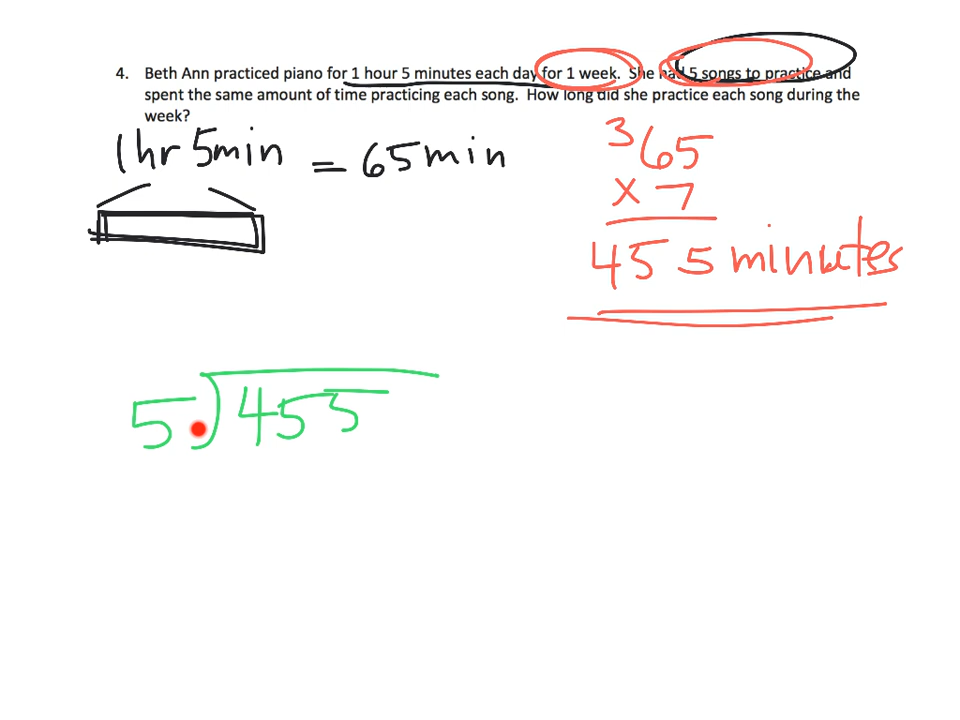 4. Beth Ann practiced piano for 1 hour 5 minutes each day for 1 week. She had 5 songs to practice and
spent the same amount of time practicing each song. How long did she practice each song during the
week?
1hr 5min = 65min
3
65
x 7
455 minutes
5)455